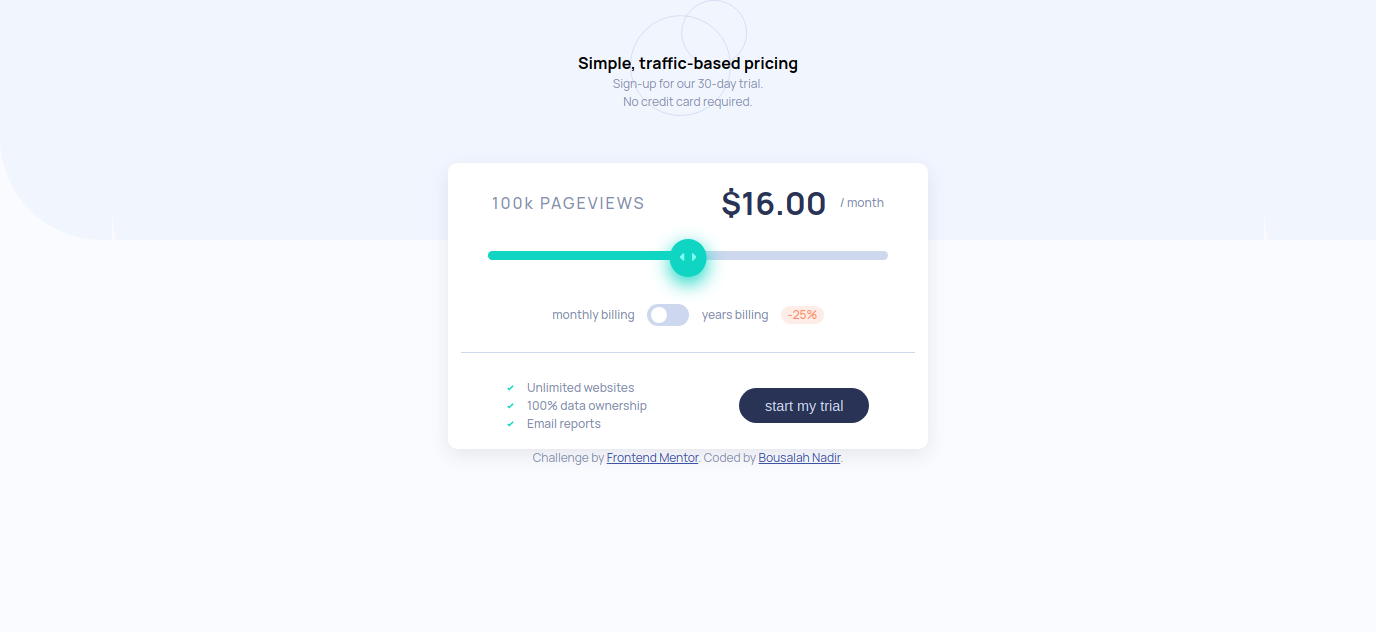 Simple, traffic-based pricing
Sign-up for our 30-day trial.
No credit card required.
100k PAGEVIEWS $16.00 / month
monthly billing years billing -25%
Unlimited websites
100% data ownership
Email reports
start my trial
Challenge by Frontend Mentor. Coded by Bousalah Nadir.